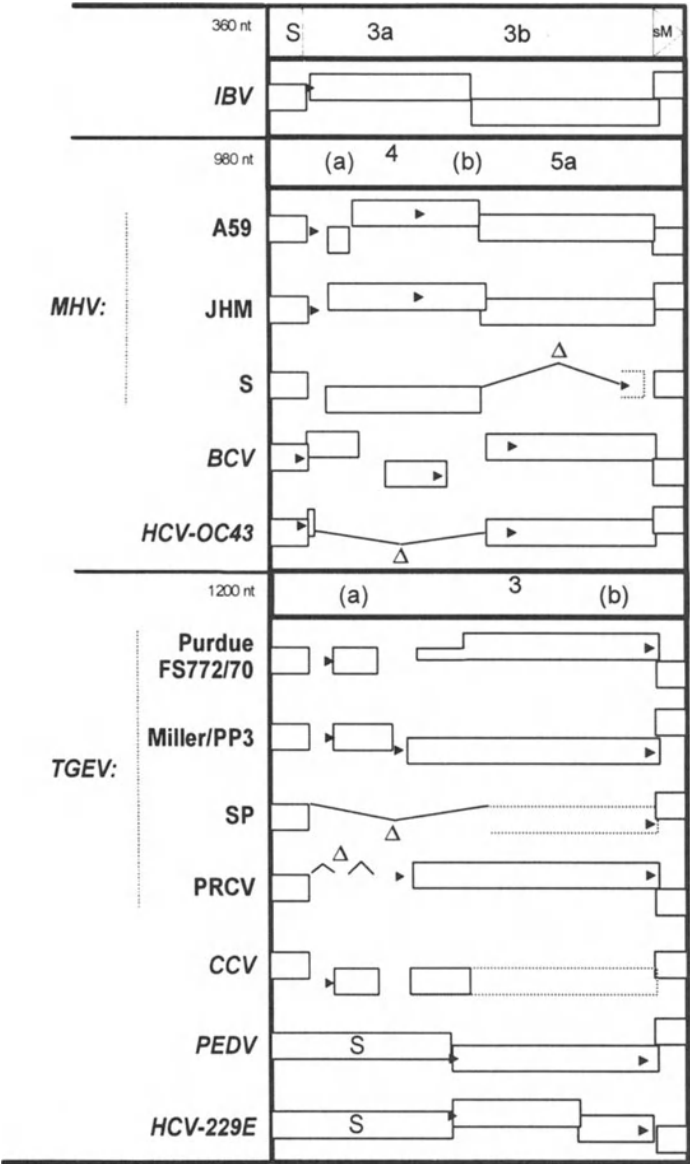 360 nt S 3a 3b sM
IBV
980 nt (a) 4 (b) 5a
A59
MHV: JHM
Δ
S
BCV
HCV-OC43
Δ
1200 nt (a) 3 (b)
Purdue
FS772/70
Miller/PP3
TGEV:
SP
Δ
Δ
PRCV
CCV
PEDV S
HCV-229E S